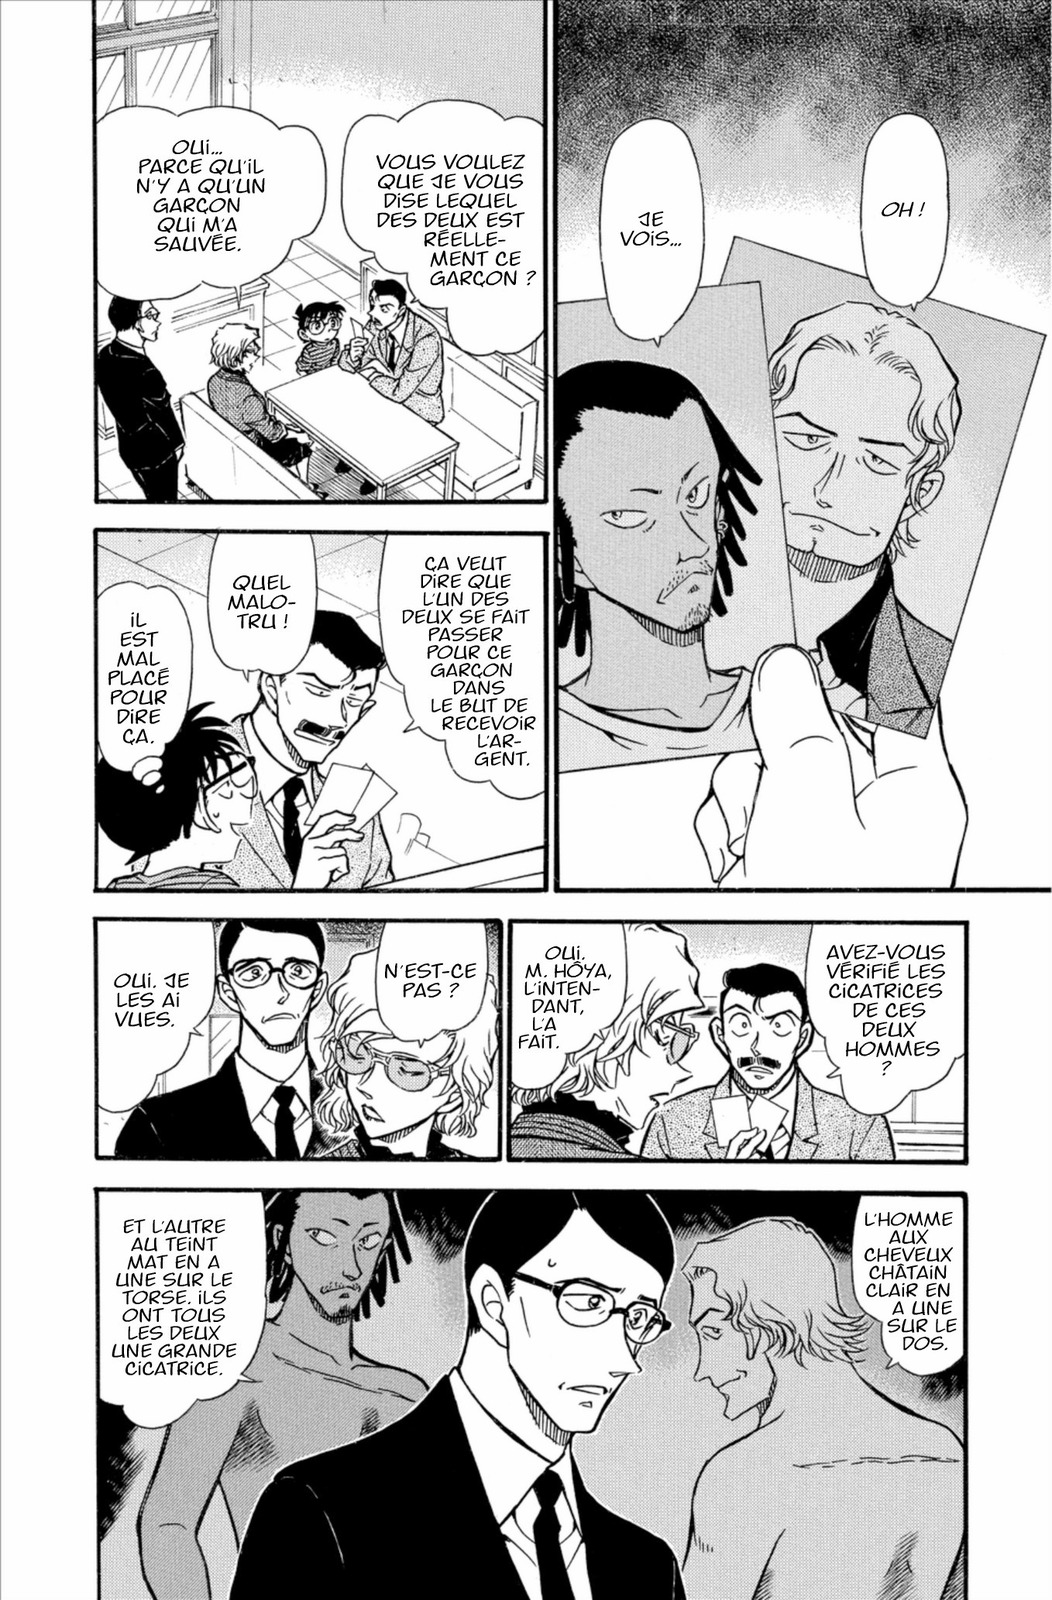 OH !
JE
VOIS...
VOUS VOULEZ
QUE JE VOUS
DISE LEQUEL
DES DEUX EST
RÉELLE-
MENT CE
GARÇON ?
OUI...
PARCE QU'IL
N'Y A QU'UN
GARÇON
QUI M'A
SAUVÉE.
ÇA VEUT
DIRE QUE
L'UN DES
DEUX SE FAIT
PASSER
POUR CE
GARÇON
DANS
LE BUT DE
RECEVOIR
L'AR-
GENT.
QUEL
MALO-
TRU !
IL
EST
MAL
PLACÉ
POUR
DIRE
ÇA.
AVEZ-VOUS
VÉRIFIÉ LES
CICATRICES
DE CES
DEUX
HOMMES
?
OUI.
M. HÔYA,
L'INTEN-
DANT,
L'A
FAIT.
N'EST-CE
PAS ?
OUI. JE
LES AI
VUES.
L'HOMME
AUX
CHEVEUX
CHÂTAIN
CLAIR EN
A UNE
SUR LE
DOS.
ET L'AUTRE
AU TEINT
MAT EN A
UNE SUR LE
TORSE. ILS
ONT TOUS
LES DEUX
UNE GRANDE
CICATRICE.